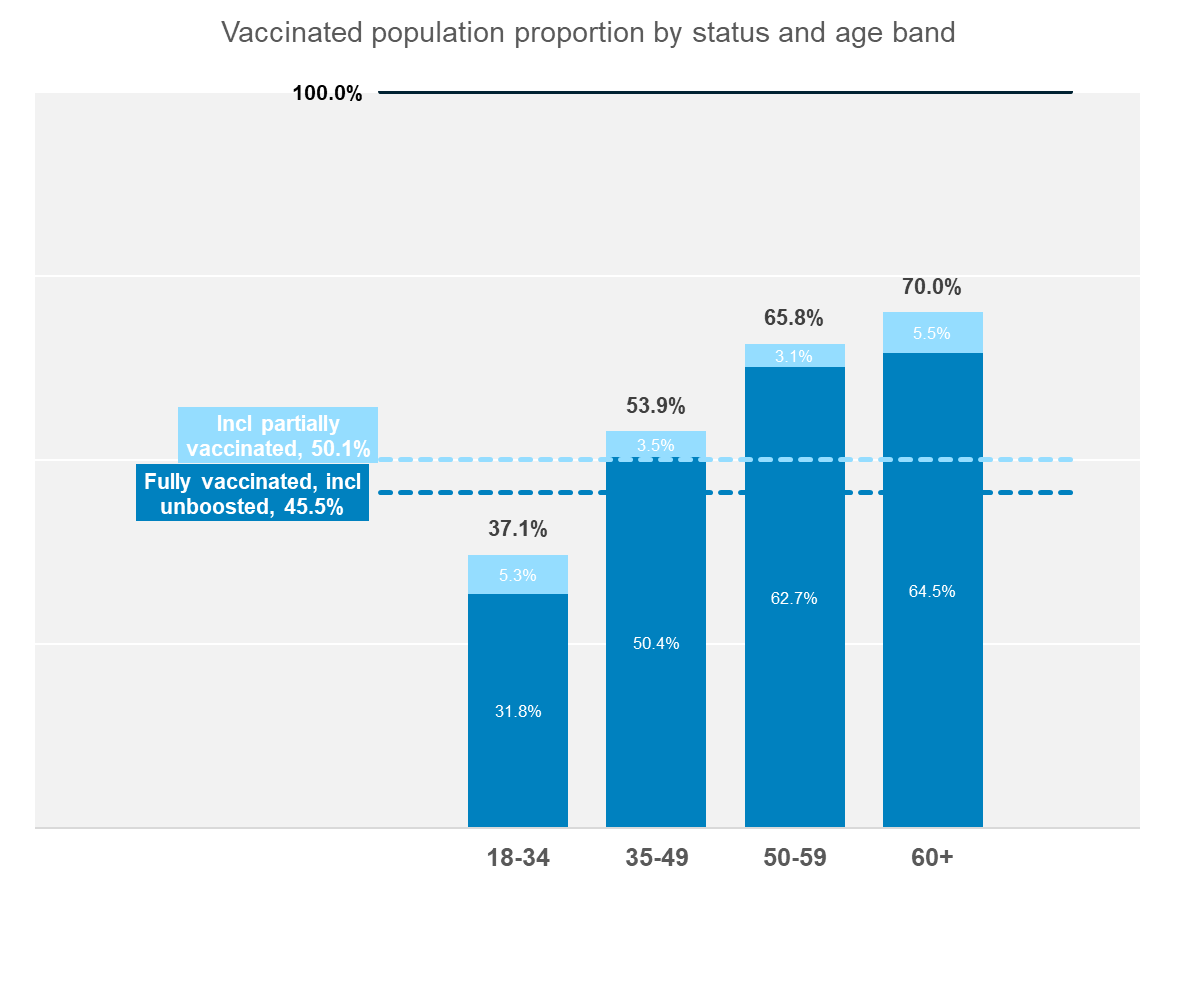 Vaccinated population proportion by status and age band
100.0%
70.0%
5.5%
65.8%
3.1%
53.9%
3.5%
Incl partially
vaccinated, 50.1%
Fully vaccinated, incl
unboosted, 45.5%
37.1%
5.3%
64.5%
62.7%
50.4%
31.8%
18-34 35-49 50-59 60+